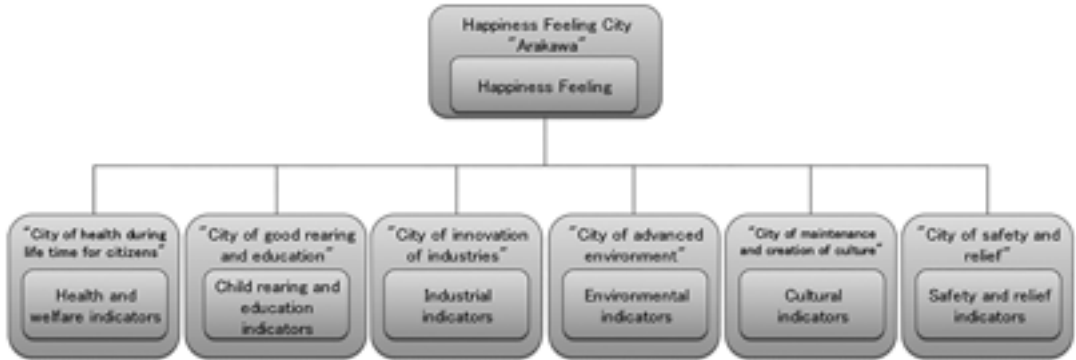 Happiness Feeling City
"Arakawa"
Happiness Feeling
"City of health during
life time for citizens"
Health and
welfare indicators
"City of good rearing
and education"
Child rearing and
education
indicators
"City of innovation
of industries"
Industrial
indicators
"City of advanced
environment"
Environmental
indicators
"City of maintenance
and creation of culture"
Cultural
indicators
"City of safety and
relief"
Safety and relief
indicators